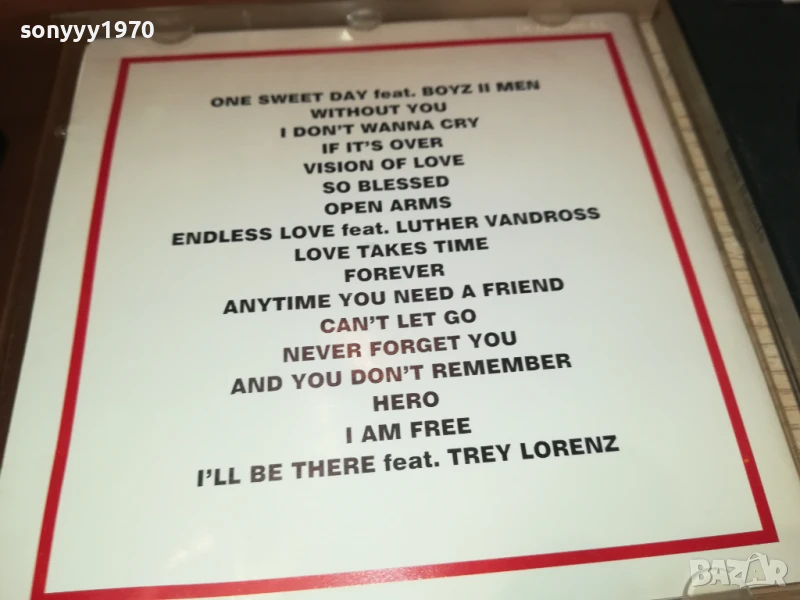 sonyyy1970
ONE SWEET DAY feat. BOYZ II MEN
WITHOUT YOU
I DON'T WANNA CRY
IF IT'S OVER
VISION OF LOVE
SO BLESSED
OPEN ARMS
ENDLESS LOVE feat. LUTHER VANDROSS
LOVE TAKES TIME
FOREVER
ANYTIME YOU NEED A FRIEND
CAN'T LET GO
NEVER FORGET YOU
AND YOU DON'T REMEMBER
HERO
I AM FREE
I'LL BE THERE feat. TREY LORENZ
BAZAR